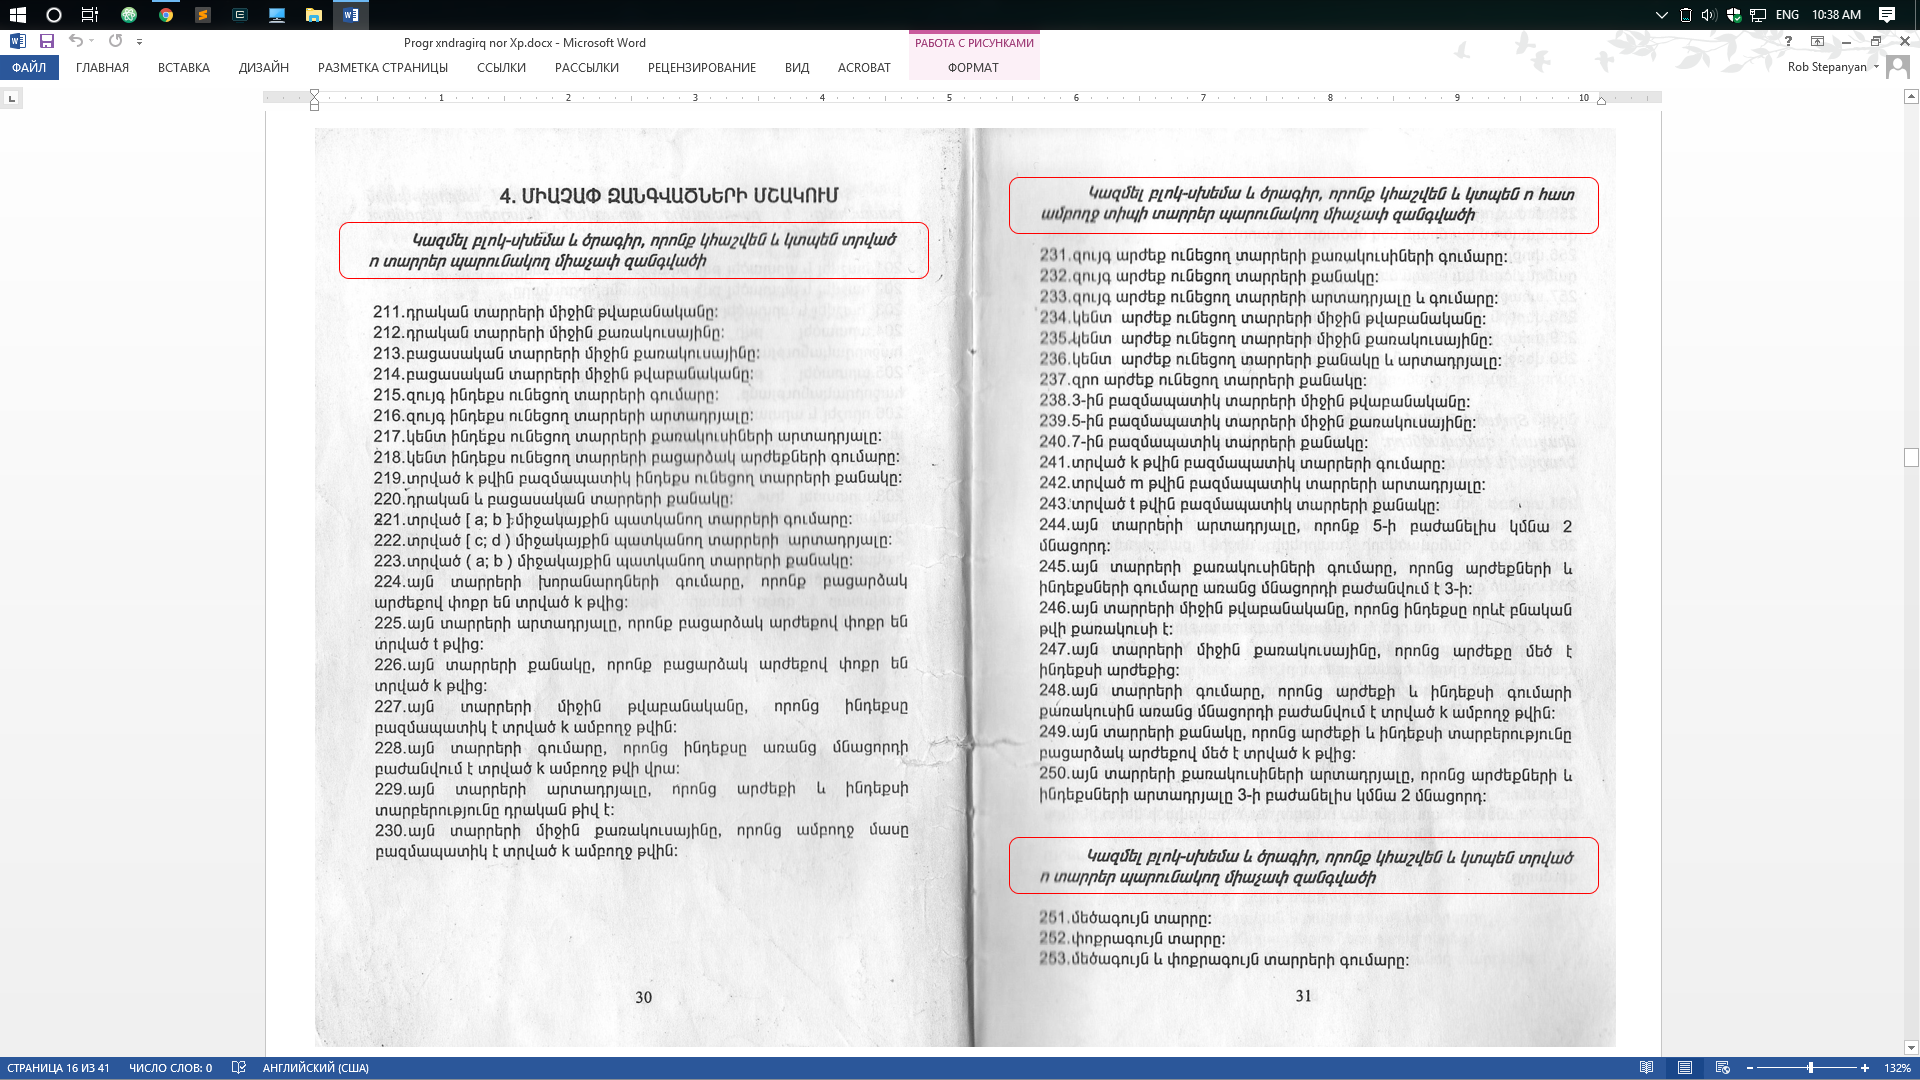 ENG
10:38 AM
Progr xndragirq nor Xp.docx - Microsoft Word
РАБОТА С РИСУНКАМИ
ФАЙЛ ГЛАВНАЯ ВСТАВКА ДИЗАЙН РАЗМЕТКА СТРАНИЦЫ ССЫЛКИ РАССЫЛКИ РЕЦЕНЗИРОВАНИЕ ВИД ACROBAT ФОРМАТ
Rob Stepanyan
1 2 3 4 5 6 7 8 9 10
4. ՄԻԱՉԱՓ ԶԱՆԳՎԱԾՆԵՐԻ ՄՇԱԿՈՒՄ
Կազմել բլոկ-սխեմա և ծրագիր, որոնք կհաշվեն և կտպեն տրված
n տարրեր պարունակող միաչափ զանգվածի
211.դրական տարրերի միջին թվաբանականը:
212.դրական տարրերի միջին քառակուսայինը:
213.բացասական տարրերի միջին քառակուսայինը:
214.բացասական տարրերի միջին թվաբանականը:
215.զույգ ինդեքս ունեցող տարրերի գումարը:
216.զույգ ինդեքս ունեցող տարրերի արտադրյալը:
217.կենտ ինդեքս ունեցող տարրերի քառակուսիների արտադրյալը:
218.կենտ ինդեքս ունեցող տարրերի բացարձակ արժեքների գումարը:
219.տրված k թվին բազմապատիկ ինդեքս ունեցող տարրերի քանակը:
220.դրական և բացասական տարրերի քանակը:
221.տրված [ a; b ] միջակայքին պատկանող տարրերի գումարը:
222.տրված [ c; d ) միջակայքին պատկանող տարրերի արտադրյալը:
223.տրված ( a; b ) միջակայքին պատկանող տարրերի քանակը:
224.այն տարրերի խորանարդների գումարը, որոնք բացարձակ
արժեքով փոքր են տրված k թվից:
225.այն տարրերի արտադրյալը, որոնք բացարձակ արժեքով փոքր են
տրված t թվից:
226.այն տարրերի քանակը, որոնք բացարձակ արժեքով փոքր են
տրված k թվից:
227.այն տարրերի միջին թվաբանականը, որոնց ինդեքսը
բազմապատիկ է տրված k ամբողջ թվին:
228.այն տարրերի գումարը, որոնց ինդեքսը առանց մնացորդի
բաժանվում է տրված k ամբողջ թվի վրա:
229.այն տարրերի արտադրյալը, որոնց արժեքի և ինդեքսի
տարբերությունը դրական թիվ է:
230.այն տարրերի միջին քառակուսայինը, որոնց ամբողջ մասը
բազմապատիկ է տրված k ամբողջ թվին:
30
Կազմել բլոկ-սխեմա և ծրագիր, որոնք կհաշվեն և կտպեն n հատ
ամբողջ տիպի տարրեր պարունակող միաչափ զանգվածի
231.զույգ արժեք ունեցող տարրերի քառակուսիների գումարը:
232.զույգ արժեք ունեցող տարրերի քանակը:
233.զույգ արժեք ունեցող տարրերի արտադրյալը և գումարը:
234.կենտ արժեք ունեցող տարրերի միջին թվաբանականը:
235.կենտ արժեք ունեցող տարրերի միջին քառակուսայինը:
236.կենտ արժեք ունեցող տարրերի քանակը և արտադրյալը:
237.զրո արժեք ունեցող տարրերի քանակը:
238.3-ին բազմապատիկ տարրերի միջին թվաբանականը:
239.5-ին բազմապատիկ տարրերի միջին քառակուսայինը:
240.7-ին բազմապատիկ տարրերի քանակը:
241.տրված k թվին բազմապատիկ տարրերի գումարը:
242.տրված m թվին բազմապատիկ տարրերի արտադրյալը:
243.տրված t թվին բազմապատիկ տարրերի քանակը:
244.այն տարրերի արտադրյալը, որոնք 5-ի բաժանելիս կմնա 2
մնացորդ:
245.այն տարրերի քառակուսիների գումարը, որոնց արժեքների և
ինդեքսների գումարը առանց մնացորդի բաժանվում է 3-ի:
246.այն տարրերի միջին թվաբանականը, որոնց ինդեքսը որևէ բնական
թվի քառակուսի է:
247.այն տարրերի միջին քառակուսայինը, որոնց արժեքը մեծ է
ինդեքսի արժեքից:
248.այն տարրերի գումարը, որոնց արժեքի և ինդեքսի գումարի
քառակուսին առանց մնացորդի բաժանվում է տրված k ամբողջ թվին:
249.այն տարրերի քանակը, որոնց արժեքի և ինդեքսի տարբերությունը
բացարձակ արժեքով մեծ է տրված k թվից:
250.այն տարրերի քառակուսիների արտադրյալը, որոնց արժեքների և
ինդեքսների արտադրյալը 3-ի բաժանելիս կմնա 2 մնացորդ:
Կազմել բլոկ-սխեմա և ծրագիր, որոնք կհաշվեն և կտպեն տրված
n տարրեր պարունակող միաչափ զանգվածի
251.մեծագույն տարրը:
252.փոքրագույն տարրը:
253.մեծագույն և փոքրագույն տարրերի գումարը:
31
СТРАНИЦА 16 ИЗ 41 ЧИСЛО СЛОВ: 0 АНГЛИЙСКИЙ (США)
132%